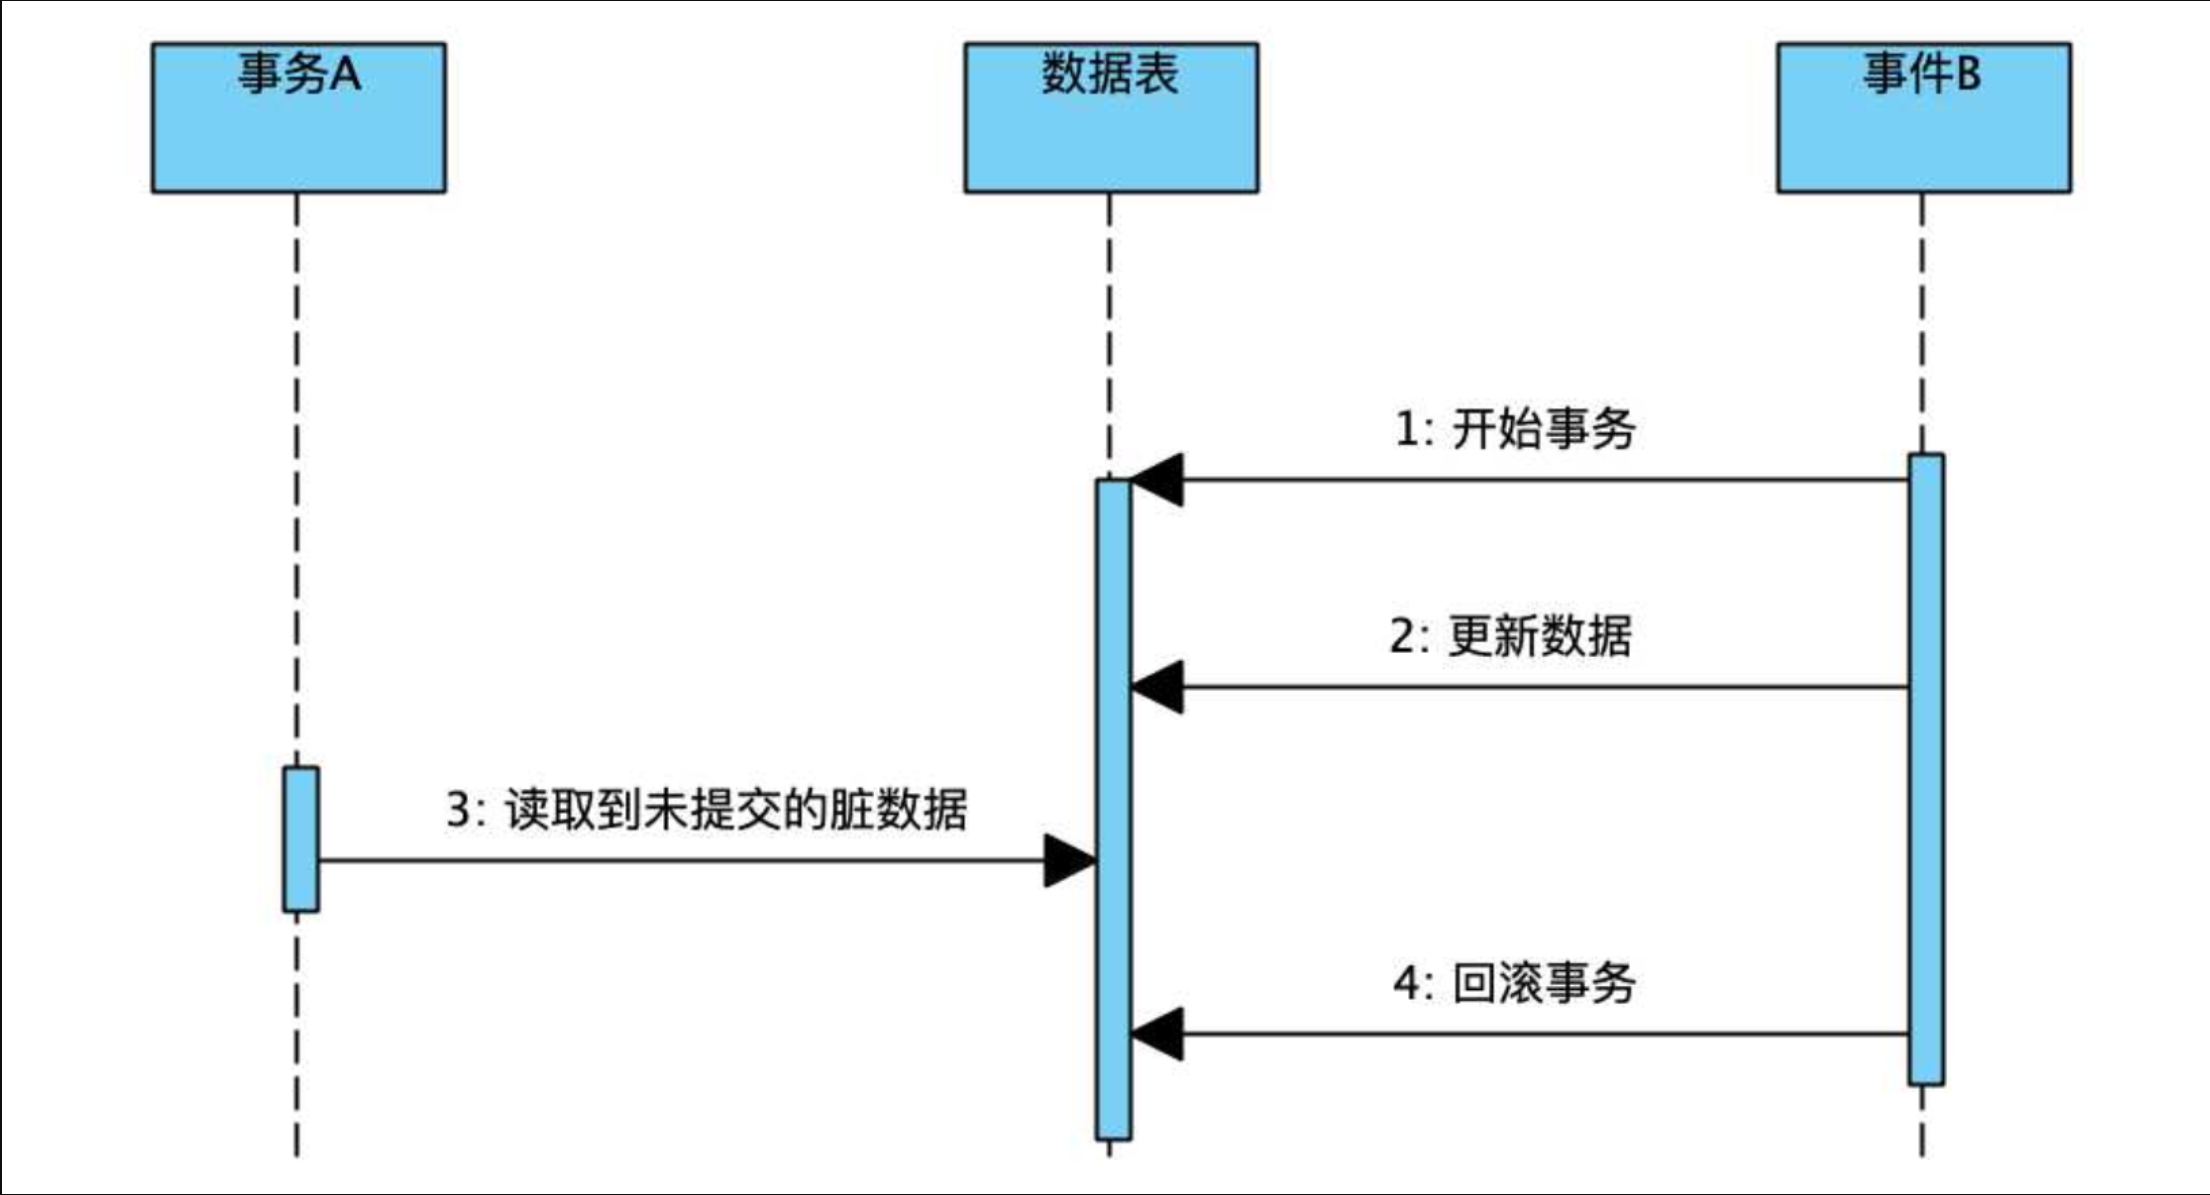 事务A
数据表
事件B
1: 开始事务
2: 更新数据
3: 读取到未提交的脏数据
4: 回滚事务